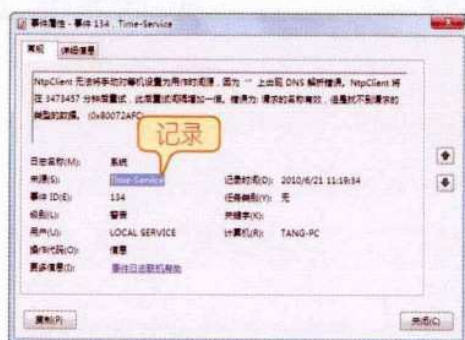 事件属性 - 事件 134，Time-Service
常规 详细信息
NtpClient 无法将手动对等机设置为用作时间源，因为 “” 上出现 DNS 解析错误。NtpClient 将
在 3473457 分钟后重试，此后重试间隔增加一倍。错误为: 请求的名称有效，但是找不到请求的
类型的数据。 (0x80072AFC)
记录
日志名称(M): 系统
来源(S): Time-Service 记录时间(D): 2010/6/21 11:19:34
事件 ID(E): 134 任务类别(Y): 无
级别(L): 警告 关键字(K):
用户(U): LOCAL SERVICE 计算机(R): TANG-PC
操作代码(O): 信息
更多信息(I): 事件日志联机帮助
复制(P) 关闭(C)